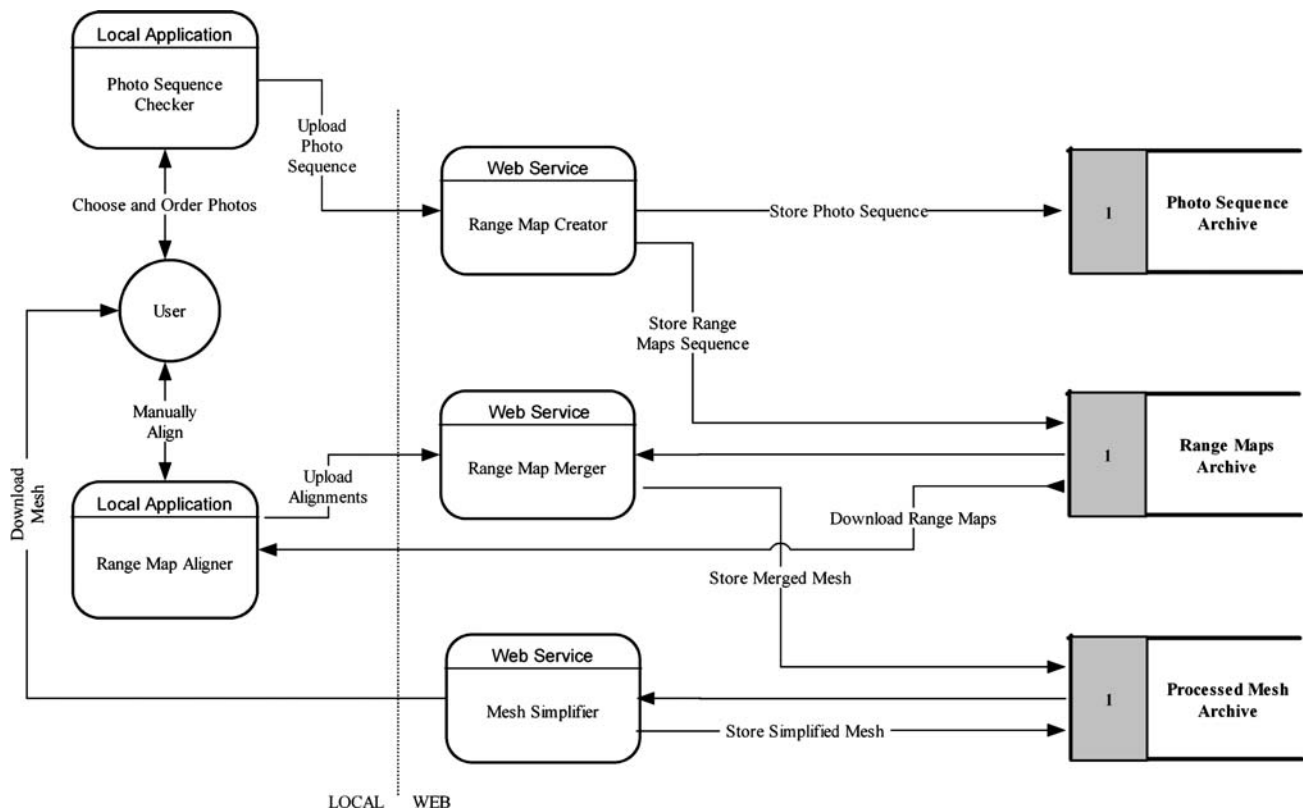 Local Application
Photo Sequence
Checker
Upload
Photo
Sequence
Web Service
Range Map Creator
Store Photo Sequence
1
Photo Sequence
Archive
Choose and Order Photos
User
Store Range
Maps Sequence
Manually
Align
Web Service
Range Map Merger
1
Range Maps
Archive
Upload
Alignments
Download
Mesh
Local Application
Range Map Aligner
Download Range Maps
Store Merged Mesh
Web Service
Mesh Simplifier
1
Processed Mesh
Archive
Store Simplified Mesh
LOCAL
WEB